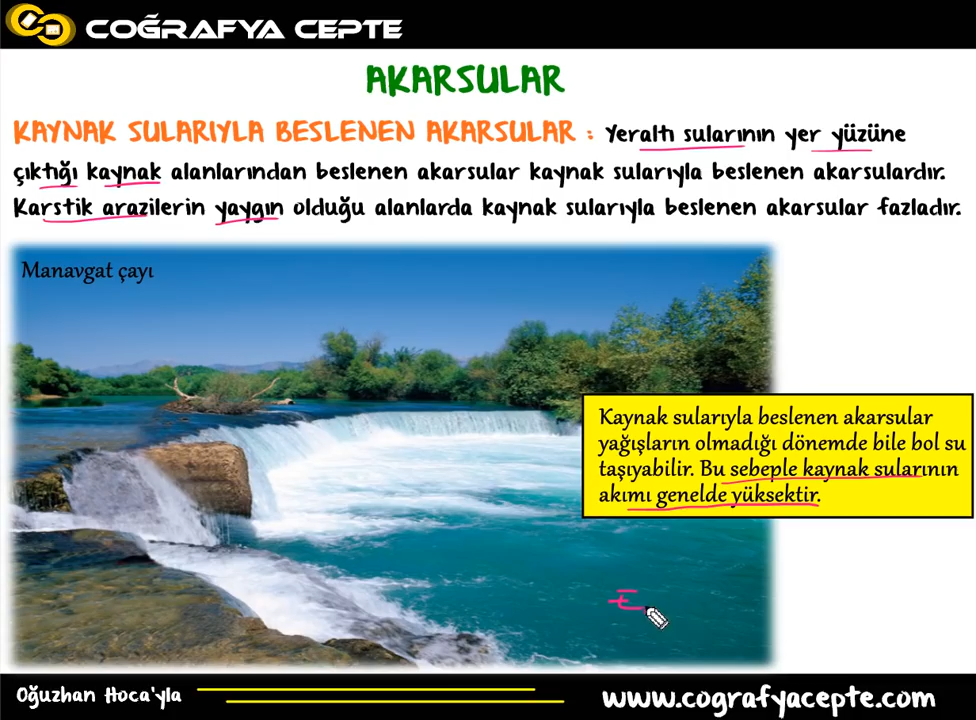 COĞRAFYA CEPTE
AKARSULAR
KAYNAK SULARIYLA BESLENEN AKARSULAR : Yeraltı sularının yer yüzüne
çıktığı kaynak alanlarından beslenen akarsular kaynak sularıyla beslenen akarsulardır.
Karstik arazilerin yaygın olduğu alanlarda kaynak sularıyla beslenen akarsular fazladır.
Manavgat çayı
Kaynak sularıyla beslenen akarsular
yağışların olmadığı dönemde bile bol su
taşıyabilir. Bu sebeple kaynak sularının
akımı genelde yüksektir.
Oğuzhan Hoca'yla
www.cografyacepte.com